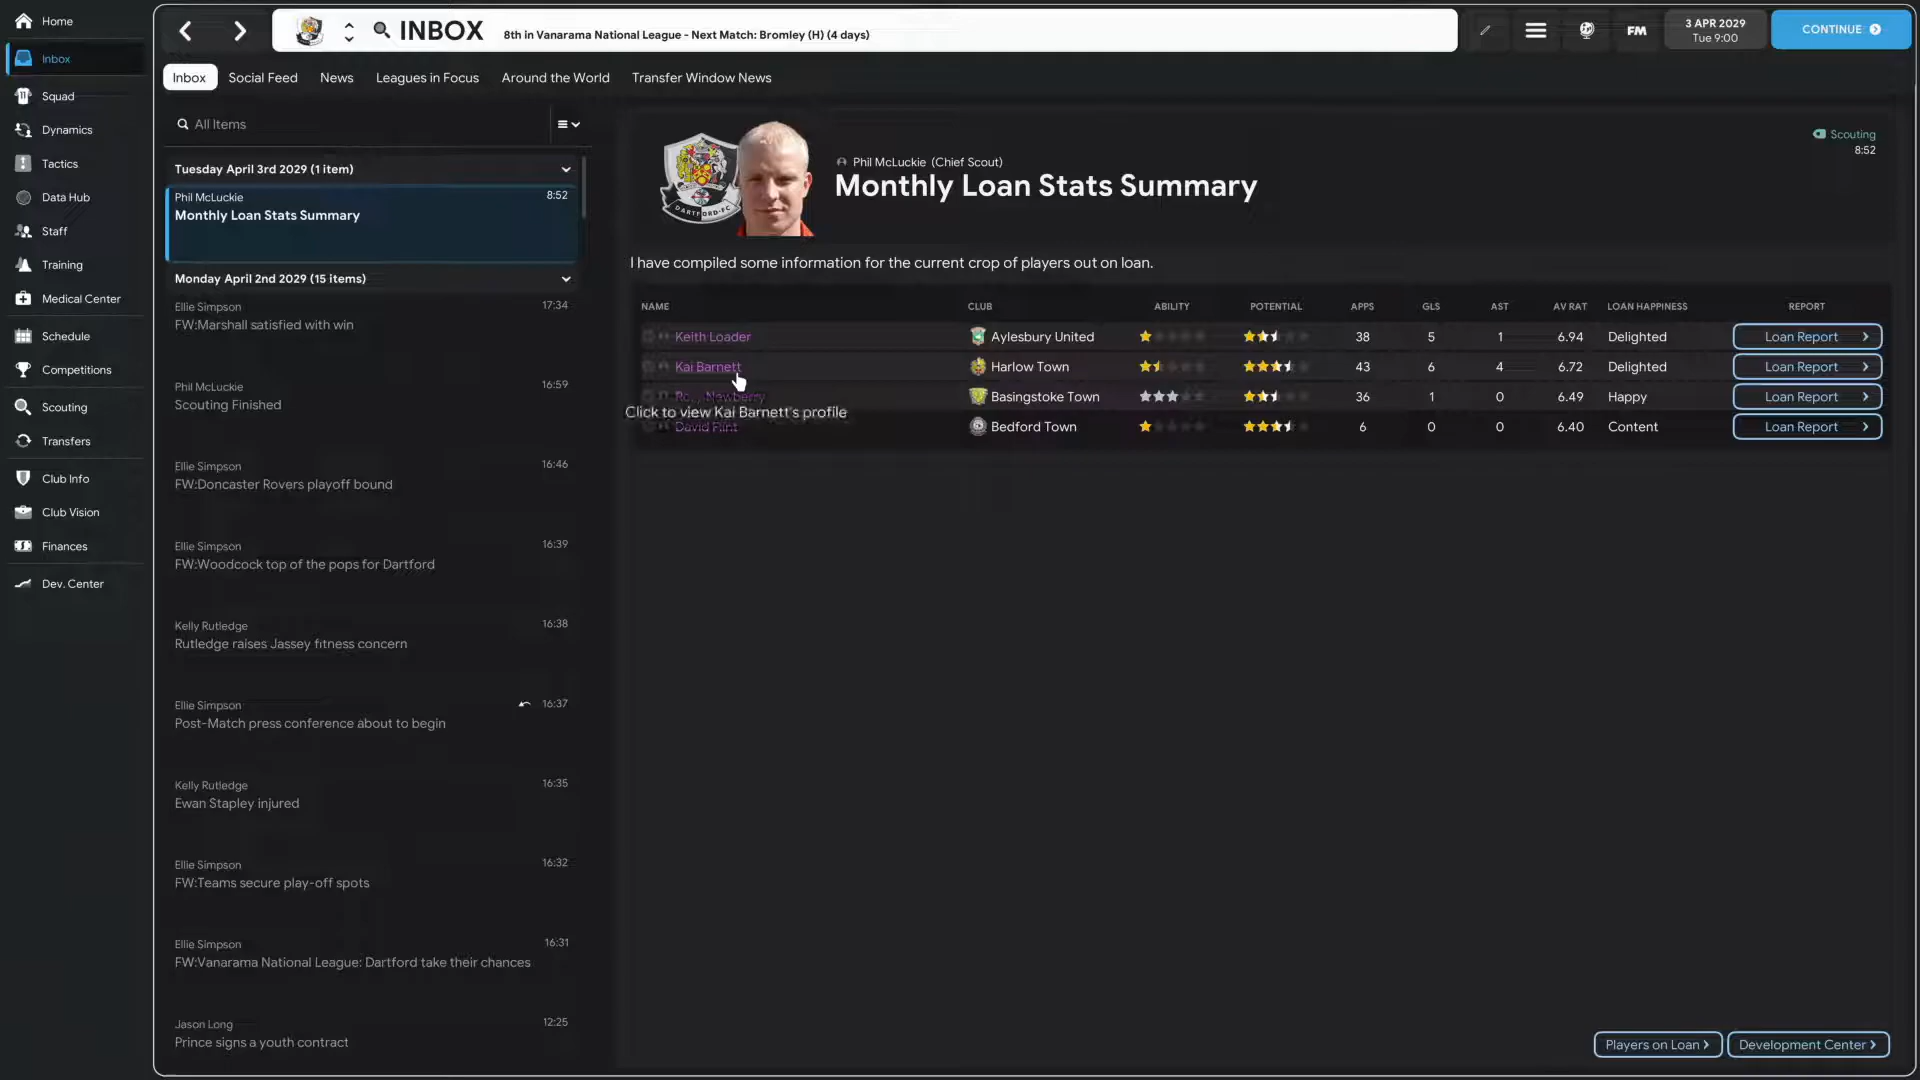 Home
Inbox
Squad
Dynamics
Tactics
Data Hub
Staff
Training
Medical Center
Schedule
Competitions
Scouting
Transfers
Club Info
Club Vision
Finances
Dev. Center
INBOX
8th in Vanarama National League - Next Match: Bromley (H) (4 days)
FM
3 APR 2029
Tue 9:00
CONTINUE
Inbox Social Feed News Leagues in Focus Around the World Transfer Window News
All Items
Tuesday April 3rd 2029 (1 item)
Phil McLuckie 8:52
Monthly Loan Stats Summary
Monday April 2nd 2029 (15 items)
Ellie Simpson 17:34
FW:Marshall satisfied with win
Phil McLuckie 16:59
Scouting Finished
Ellie Simpson 16:46
FW:Doncaster Rovers playoff bound
Ellie Simpson 16:39
FW:Woodcock top of the pops for Dartford
Kelly Rutledge 16:38
Rutledge raises Jassey fitness concern
Ellie Simpson 16:37
Post-Match press conference about to begin
Kelly Rutledge 16:35
Ewan Stapley injured
Ellie Simpson 16:32
FW:Teams secure play-off spots
Ellie Simpson 16:31
FW:Vanarama National League: Dartford take their chances
Jason Long 12:25
Prince signs a youth contract
DARTFORD FC
Phil McLuckie (Chief Scout)
Monthly Loan Stats Summary
Scouting
8:52
I have compiled some information for the current crop of players out on loan.
NAME CLUB ABILITY POTENTIAL APPS GLS AST AV RAT LOAN HAPPINESS REPORT
Keith Loader Aylesbury United 38 5 1 6.94 Delighted Loan Report
Kai Barnett Harlow Town 43 6 4 6.72 Delighted Loan Report
Newberry Basingstoke Town 36 1 0 6.49 Happy Loan Report
Click to view Kai Barnett's profile
David Flint Bedford Town 6 0 0 6.40 Content Loan Report
Players on Loan
Development Center